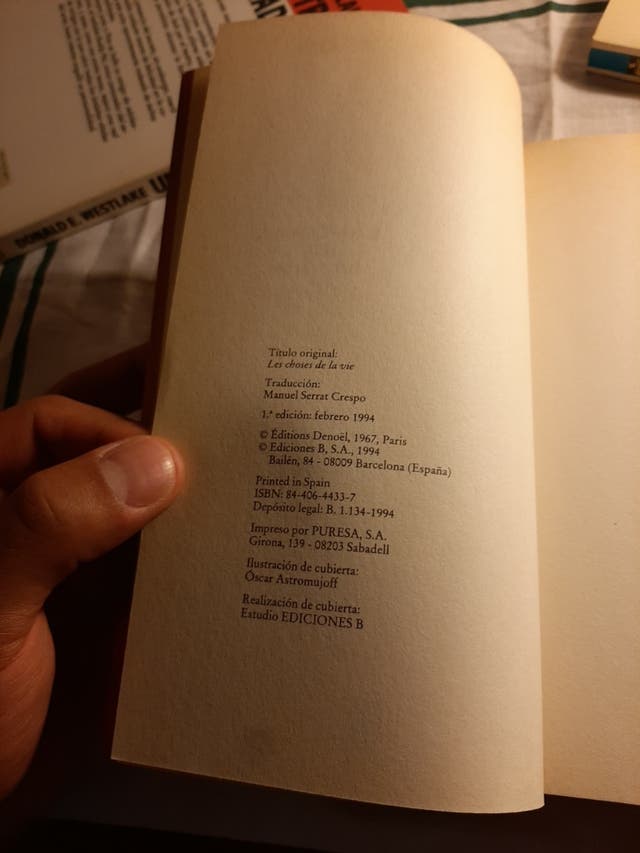 DONALD E. WESTLAKE
Título original:
Les choses de la vie
Traducción:
Manuel Serrat Crespo
1.ª edición: febrero 1994
© Éditions Denoël, 1967, Paris
© Ediciones B, S.A., 1994
Bailén, 84 - 08009 Barcelona (España)
Printed in Spain
ISBN: 84-406-4433-7
Depósito legal: B. 1.134-1994
Impreso por PURESA, S.A.
Girona, 139 - 08203 Sabadell
Ilustración de cubierta:
Óscar Astromujoff
Realización de cubierta:
Estudio EDICIONES B